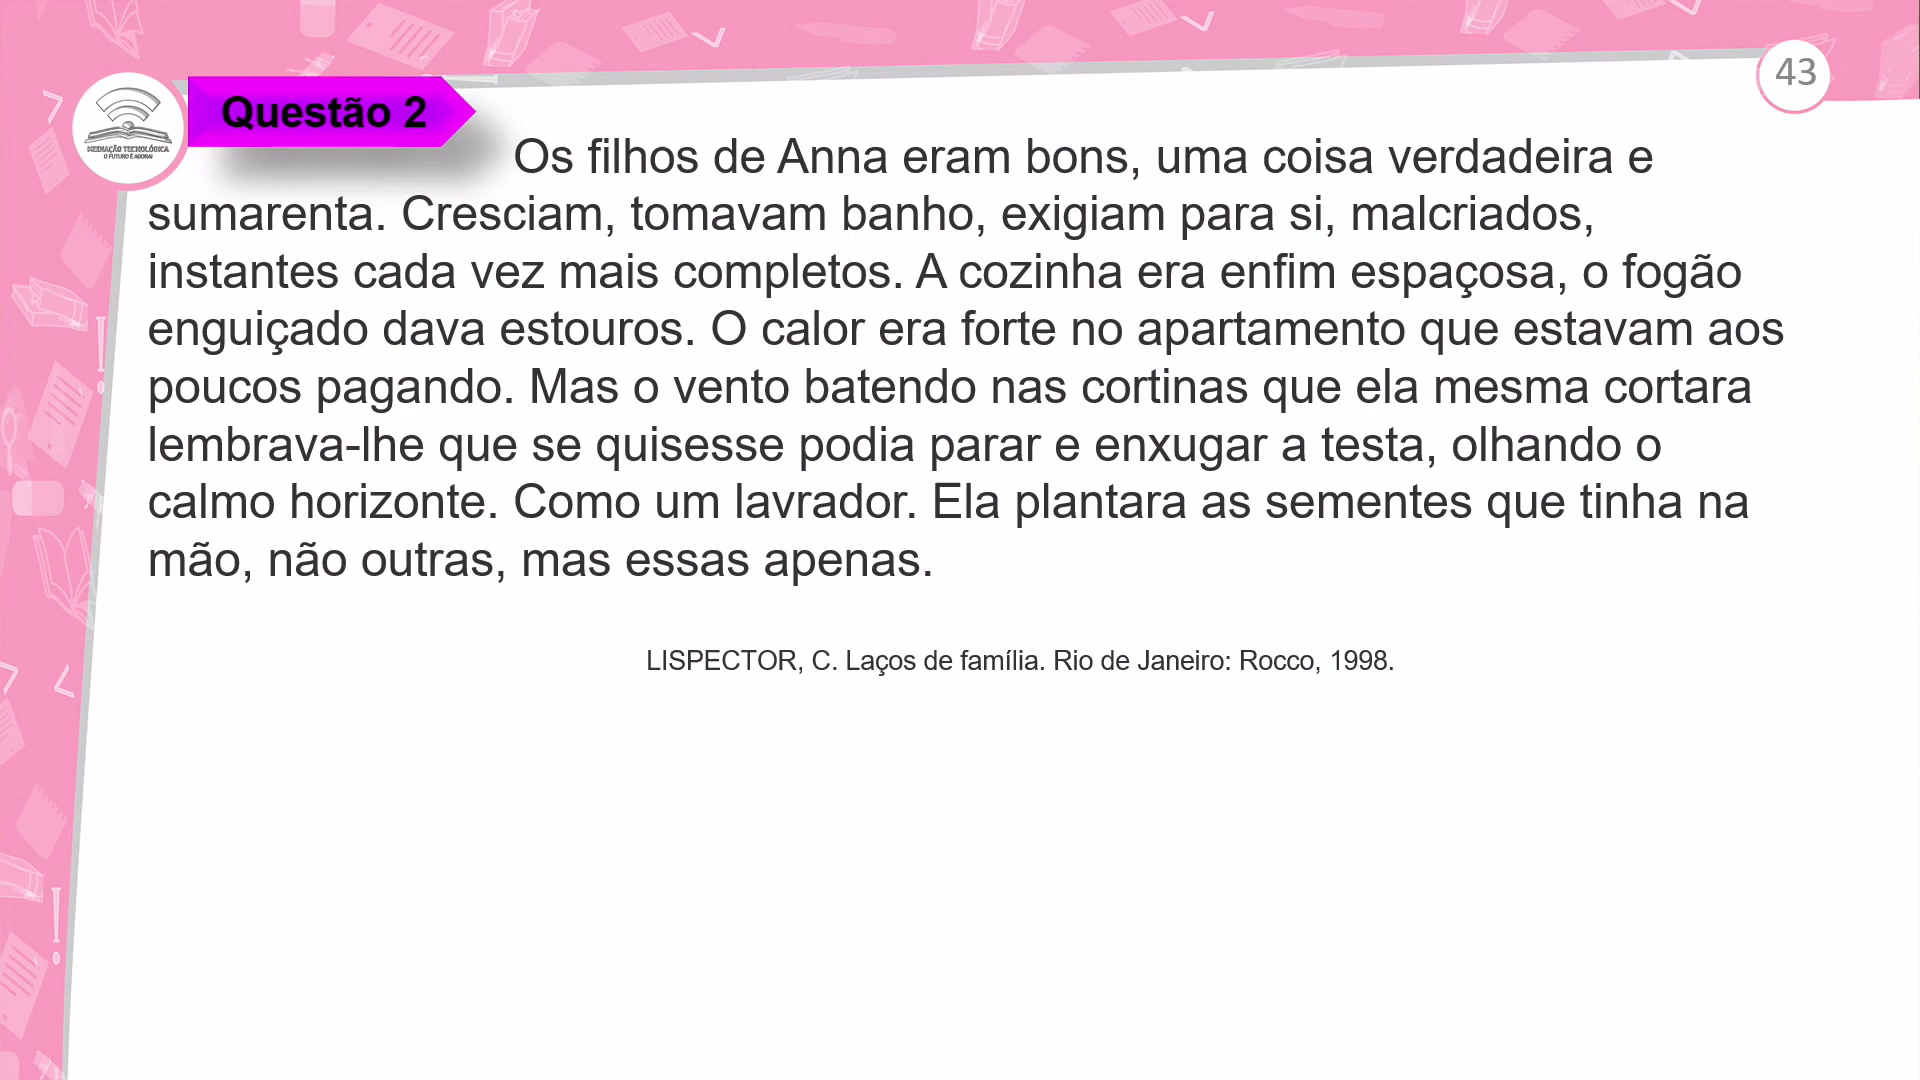 43
Questão 2
MEDIAÇÃO TECNOLÓGICA
O FUTURO É AGORA!
Os filhos de Anna eram bons, uma coisa verdadeira e
sumarenta. Cresciam, tomavam banho, exigiam para si, malcriados,
instantes cada vez mais completos. A cozinha era enfim espaçosa, o fogão
enguiçado dava estouros. O calor era forte no apartamento que estavam aos
poucos pagando. Mas o vento batendo nas cortinas que ela mesma cortara
lembrava-lhe que se quisesse podia parar e enxugar a testa, olhando o
calmo horizonte. Como um lavrador. Ela plantara as sementes que tinha na
mão, não outras, mas essas apenas.
LISPECTOR, C. Laços de família. Rio de Janeiro: Rocco, 1998.